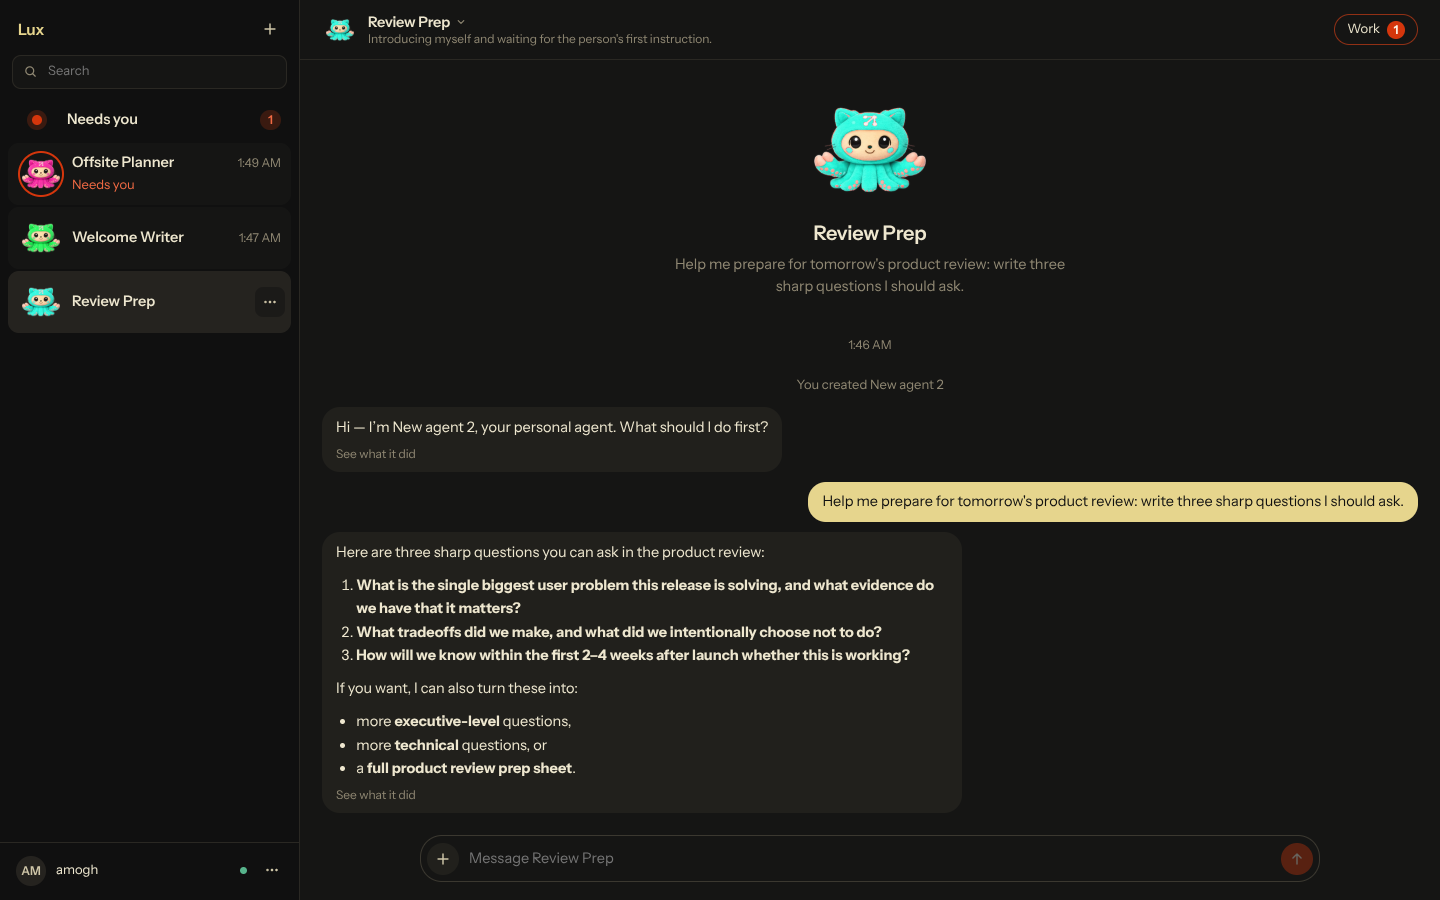 Lux
Search
Needs you
1
Offsite Planner
1:49 AM
Needs you
Welcome Writer
1:47 AM
Review Prep
AM
amogh
Review Prep
Introducing myself and waiting for the person's first instruction.
Work 1
Review Prep
Help me prepare for tomorrow's product review: write three
sharp questions I should ask.
1:46 AM
You created New agent 2
Hi — I'm New agent 2, your personal agent. What should I do first?
See what it did
Help me prepare for tomorrow's product review: write three sharp questions I should ask.
Here are three sharp questions you can ask in the product review:
1. What is the single biggest user problem this release is solving, and what evidence do
we have that it matters?
2. What tradeoffs did we make, and what did we intentionally choose not to do?
3. How will we know within the first 2–4 weeks after launch whether this is working?
If you want, I can also turn these into:
• more executive-level questions,
• more technical questions, or
• a full product review prep sheet.
See what it did
Message Review Prep